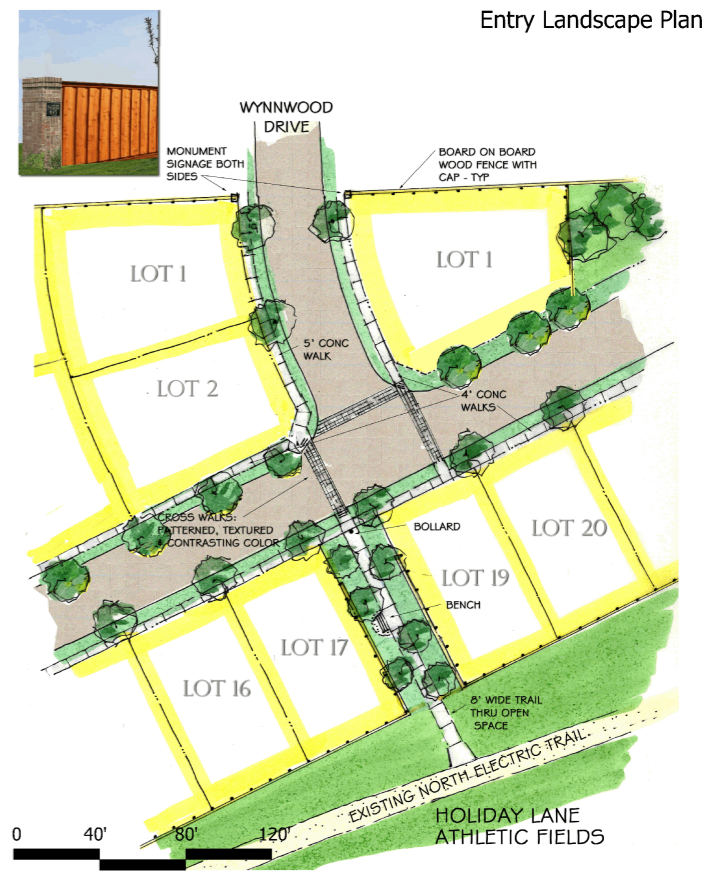 Entry Landscape Plan
WYNNWOOD
DRIVE
MONUMENT
SIGNAGE BOTH
SIDES
BOARD ON BOARD
WOOD FENCE WITH
CAP - TYP
LOT 1
LOT 1
5' CONC
WALK
LOT 2
4' CONC
WALKS
CROSS WALKS:
PATTERNED, TEXTURED
CONTRASTING COLOR
BOLLARD
LOT 20
LOT 19
BENCH
LOT 17
LOT 16
8' WIDE TRAIL
THRU OPEN
SPACE
EXISTING NORTH ELECTRIC TRAIL
HOLIDAY LANE
ATHLETIC FIELDS
0 40' 80' 120'